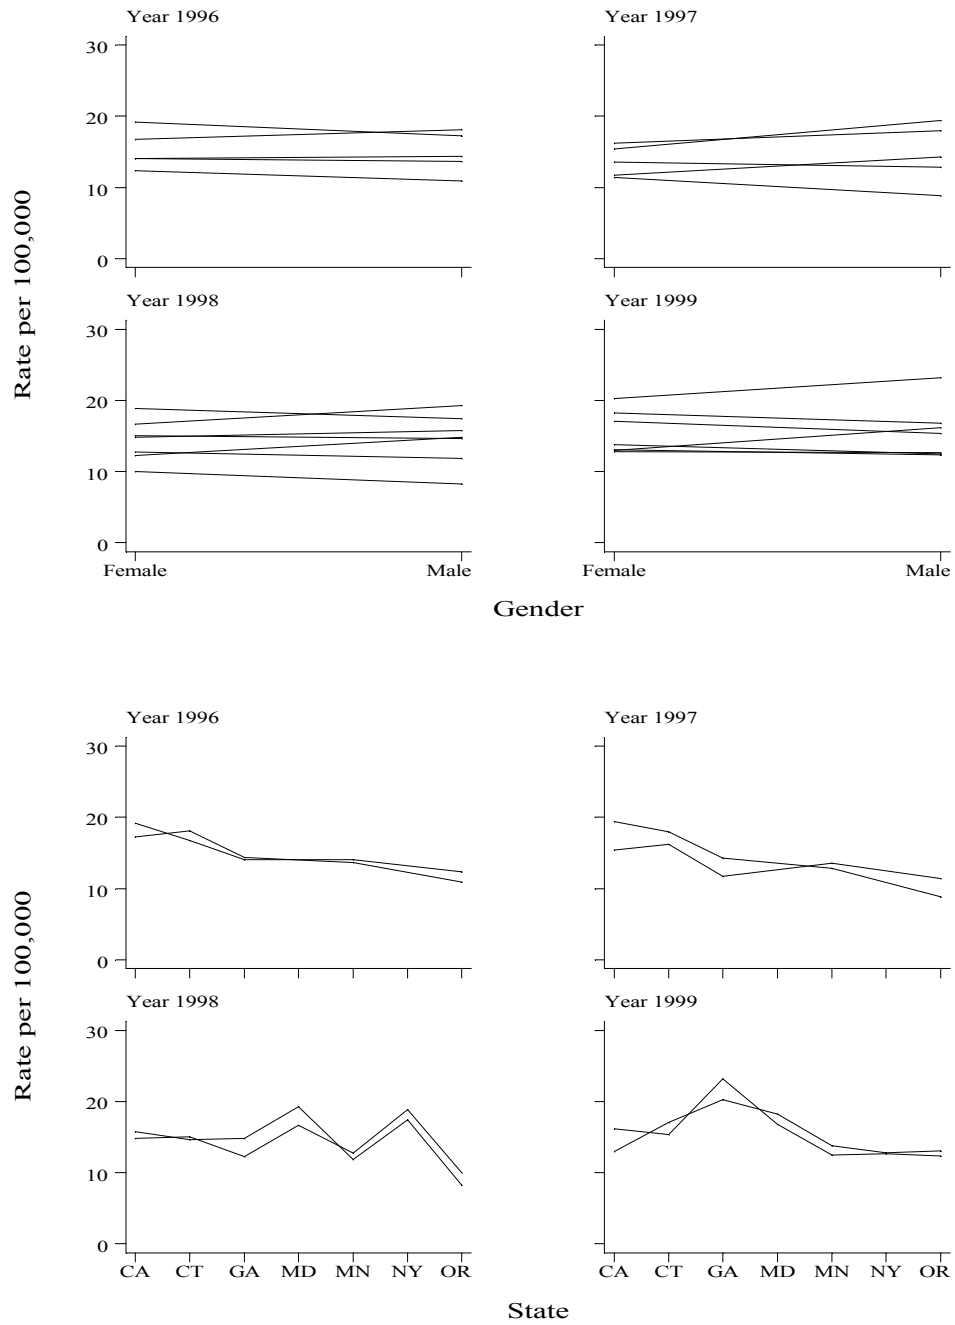 Year 1996
Year 1997
30
20
10
0
Rate per 100,000
Year 1998
Year 1999
30
20
10
0
Female
Male
Female
Male
Gender
Year 1996
Year 1997
30
20
10
0
Rate per 100,000
Year 1998
Year 1999
30
20
10
0
CA CT GA MD MN NY OR
CA CT GA MD MN NY OR
State